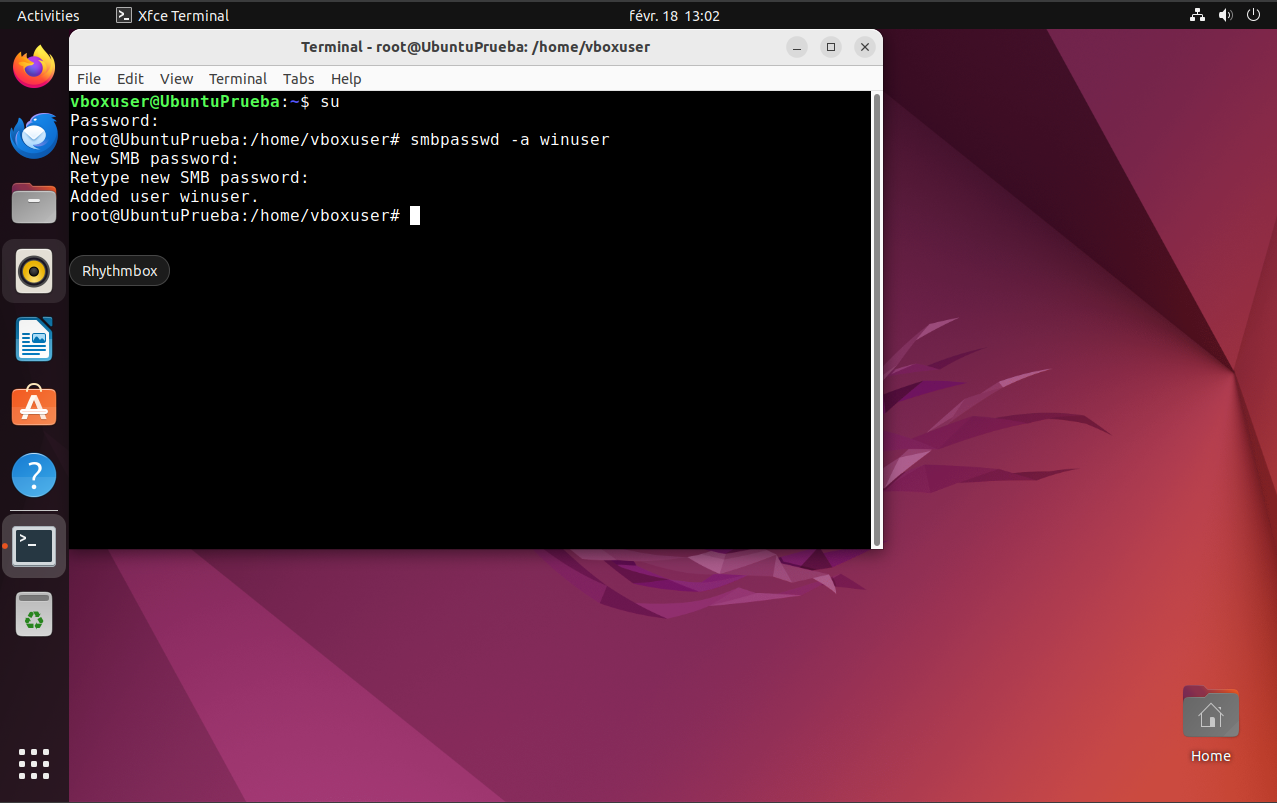 Activities
Xfce Terminal
févr. 18 13:02
Terminal - root@UbuntuPrueba: /home/vboxuser
File Edit View Terminal Tabs Help
vboxuser@UbuntuPrueba:~$ su
Password:
root@UbuntuPrueba:/home/vboxuser# smbpasswd -a winuser
New SMB password:
Retype new SMB password:
Added user winuser.
root@UbuntuPrueba:/home/vboxuser#
Rhythmbox
Home